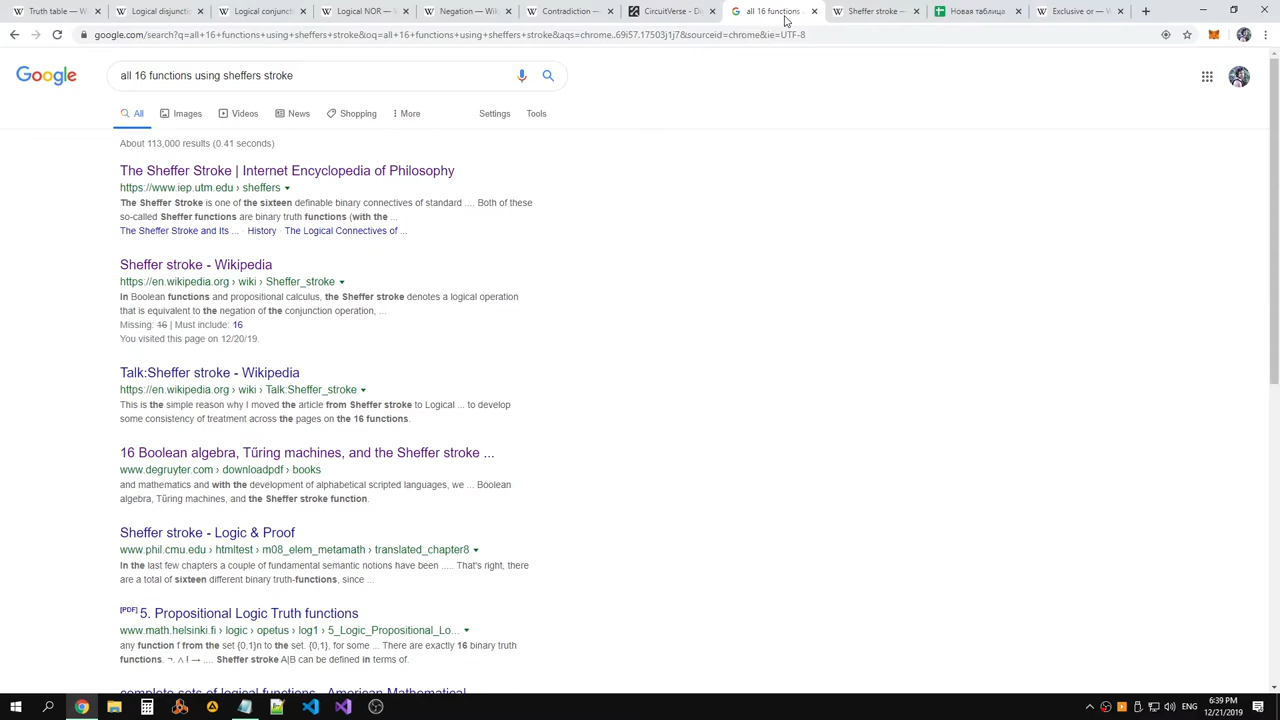 Truth table — W
Logical disjunct
Logical conjunct
Logical NOR — W
Negation — Wiki
Contradiction —
CircuitVerse - Di
all 16 functions
Sheffer stroke —
Новая таблица
Exclusive or — W
google.com/search?q=all+16+functions+using+sheffers+stroke&oq=all+16+functions+using+sheffers+stroke&aqs=chrome..69i57.17503j1j7&sourceid=chrome&ie=UTF-8
Google
all 16 functions using sheffers stroke
All
Images
Videos
News
Shopping
More
Settings
Tools
About 113,000 results (0.41 seconds)
The Sheffer Stroke | Internet Encyclopedia of Philosophy
https://www.iep.utm.edu › sheffers
The Sheffer Stroke is one of the sixteen definable binary connectives of standard .... Both of these
so-called Sheffer functions are binary truth functions (with the ...
The Sheffer Stroke and Its ... · History · The Logical Connectives of ...
Sheffer stroke - Wikipedia
https://en.wikipedia.org › wiki › Sheffer_stroke
In Boolean functions and propositional calculus, the Sheffer stroke denotes a logical operation
that is equivalent to the negation of the conjunction operation, ...
Missing: 16 | Must include: 16
You visited this page on 12/20/19.
Talk:Sheffer stroke - Wikipedia
https://en.wikipedia.org › wiki › Talk:Sheffer_stroke
This is the simple reason why I moved the article from Sheffer stroke to Logical ... to develop
some consistency of treatment across the pages on the 16 functions.
16 Boolean algebra, Tűring machines, and the Sheffer stroke ...
www.degruyter.com › downloadpdf › books
and mathematics and with the development of alphabetical scripted languages, we ... Boolean
algebra, Tűring machines, and the Sheffer stroke function.
Sheffer stroke - Logic & Proof
www.phil.cmu.edu › htmltest › m08_elem_metamath › translated_chapter8
In the last few chapters a couple of fundamental semantic notions have been ..... That's right, there
are a total of sixteen different binary truth-functions, since ...
[PDF] 5. Propositional Logic Truth functions
www.math.helsinki.fi › logic › opetus › log1 › 5_Logic_Propositional_Lo...
any function f from the set {0,1}n to the set. {0,1}, for some ... There are exactly 16 binary truth
functions. ¬. ∧ ! → .... Sheffer stroke A|B can be defined in terms of.
complete sets of logical functions - American Mathematical
ENG
6:39 PM
12/21/2019